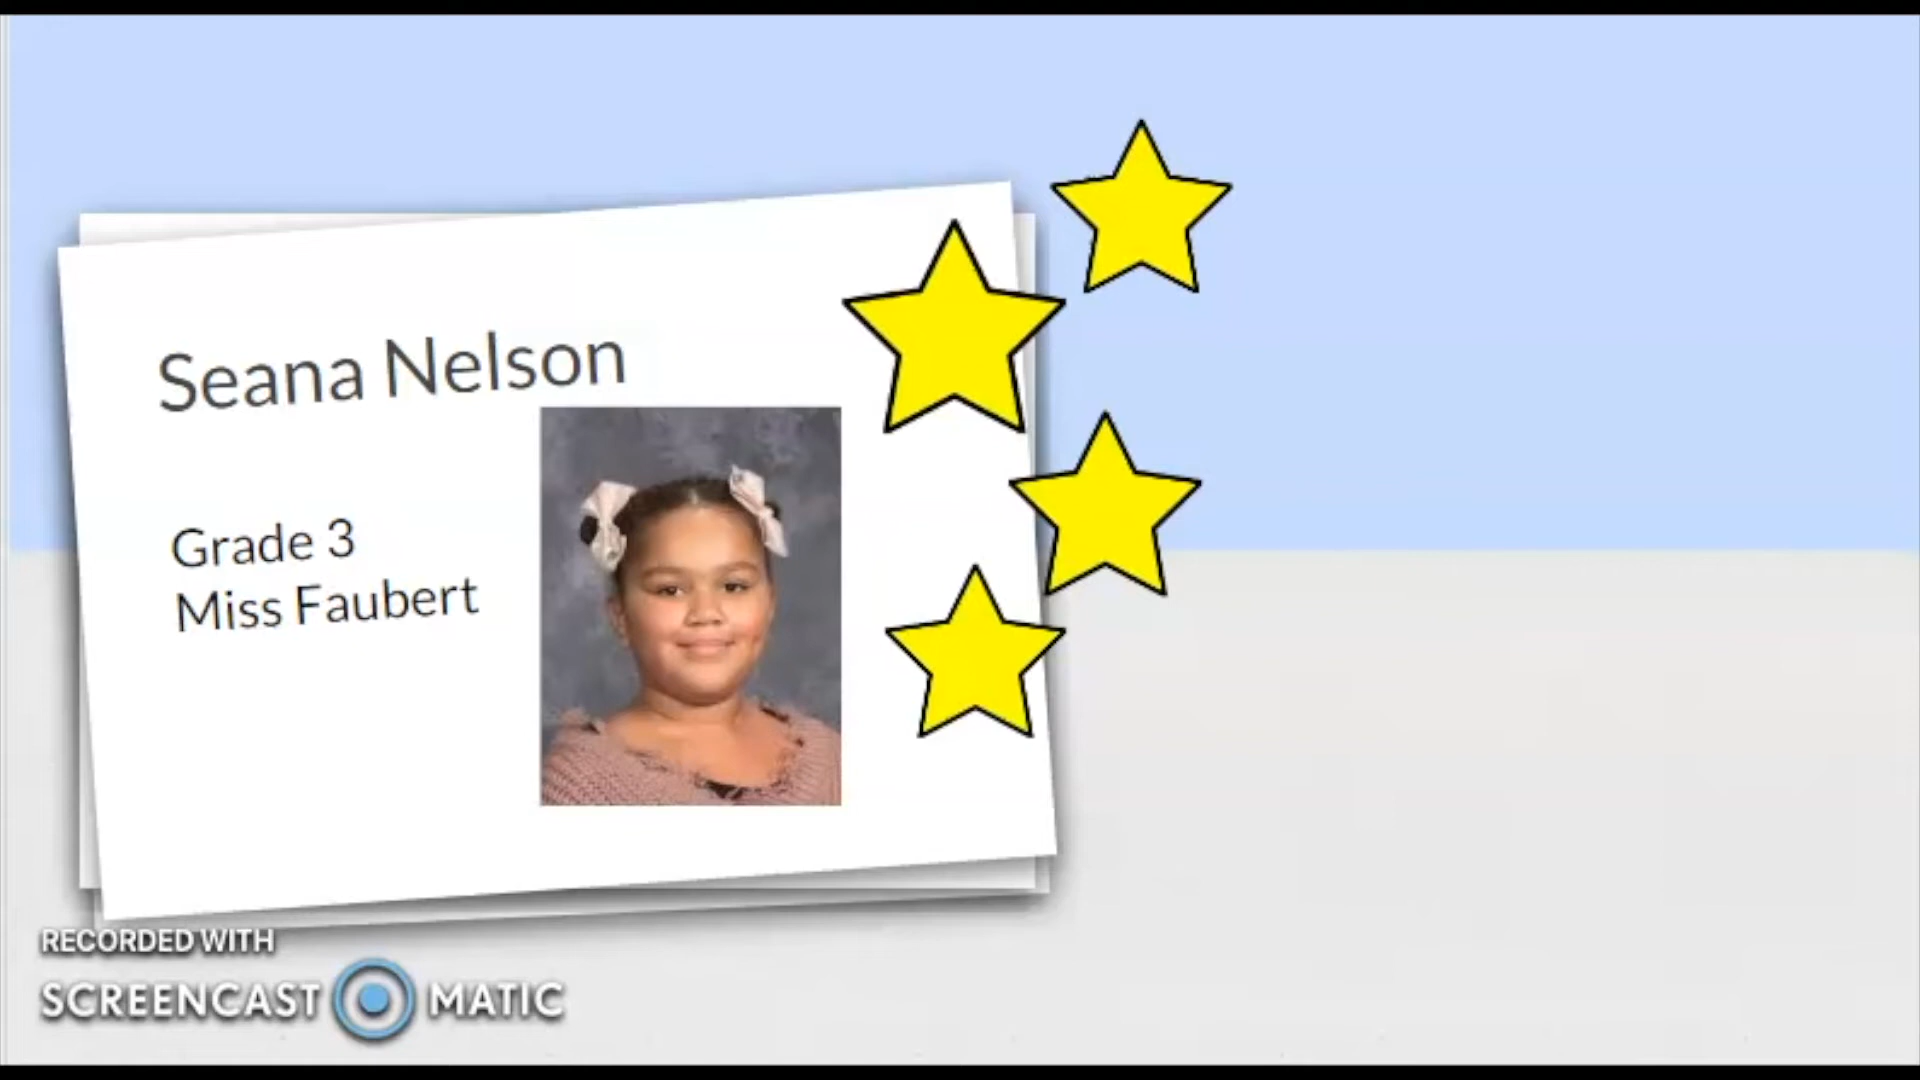 Seana Nelson
Grade 3
Miss Faubert
RECORDED WITH
SCREENCAST MATIC